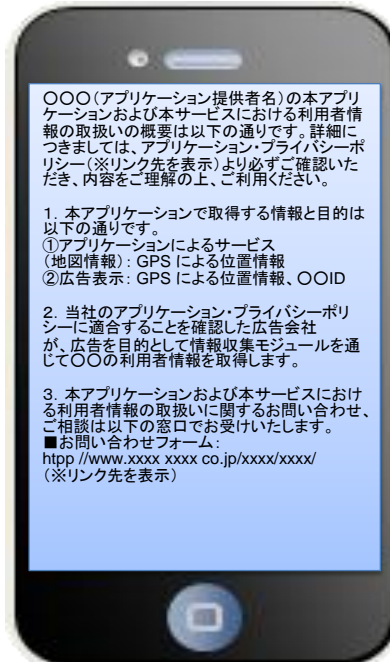 〇〇〇(アプリケーション提供者名)の本アプリ
ケーションおよび本サービスにおける利用者情
報の取扱いの概要は以下の通りです。詳細に
つきましては、アプリケーション・プライバシーポ
リシー(※リンク先を表示)より必ずご確認いた
だき、内容をご理解の上、ご利用ください。
1．本アプリケーションで取得する情報と目的は
以下の通りです。
①アプリケーションによるサービス
(地図情報)：GPS による位置情報
②広告表示：GPS による位置情報、〇〇ID
2．当社のアプリケーション・プライバシーポリ
シーに適合することを確認した広告会社
が、広告を目的として情報収集モジュールを通
じて〇〇の利用者情報を取得します。
3．本アプリケーションおよび本サービスにおけ
る利用者情報の取扱いに関するお問い合わせ、
ご相談は以下の窓口でお受けいたします。
■お問い合わせフォーム：
htpp //www.xxxx xxxx co.jp/xxxx/xxxx/
(※リンク先を表示)